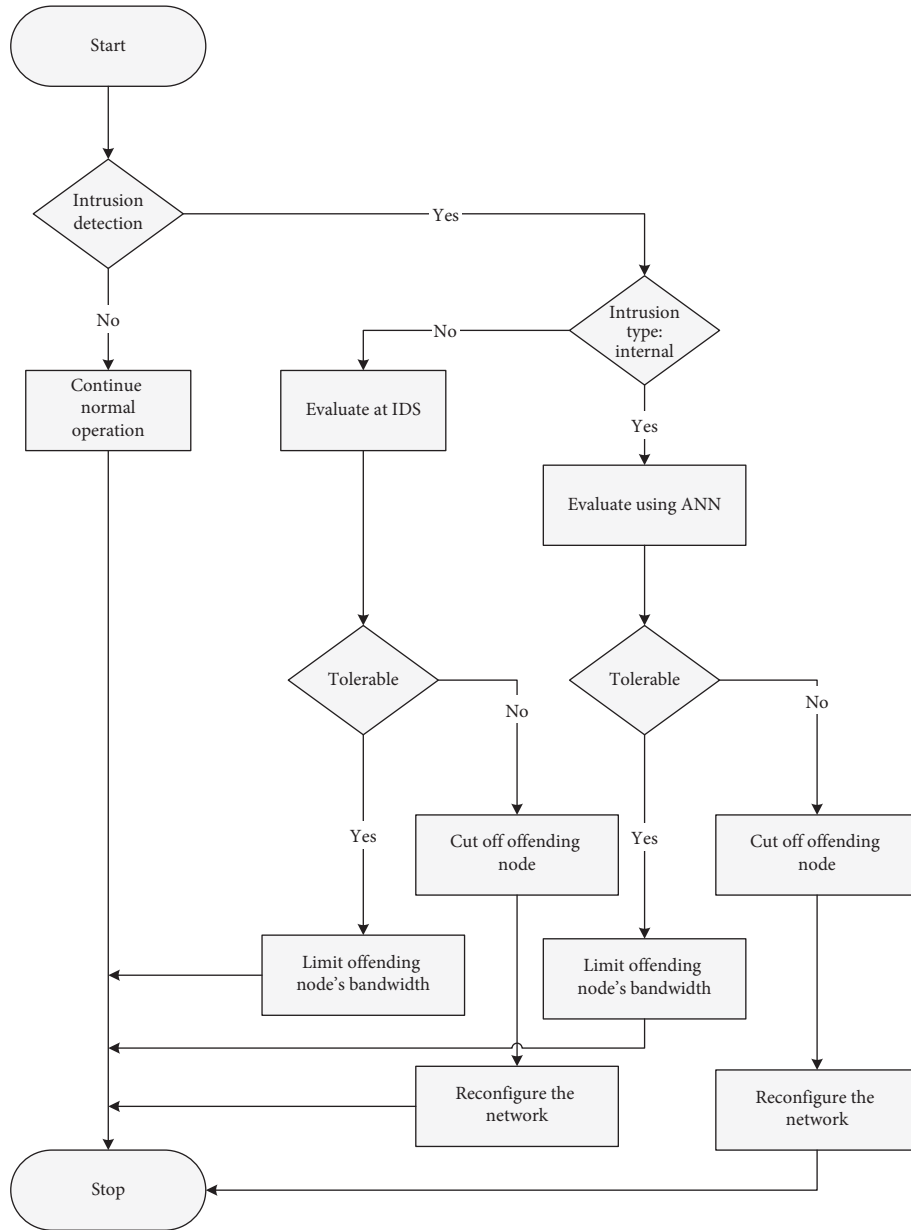 Start
Intrusion
detection
Yes
No
Intrusion
type:
internal
No
Continue
normal
operation
Evaluate at IDS
Yes
Evaluate using ANN
Tolerable
Tolerable
No
No
Yes
Cut off offending
node
Yes
Cut off offending
node
Limit offending
node's bandwidth
Limit offending
node's bandwidth
Reconfigure the
network
Reconfigure the
network
Stop